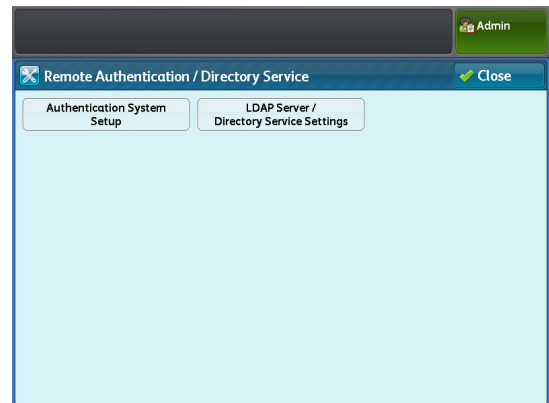 Admin
Remote Authentication / Directory Service
Close
Authentication System
Setup
LDAP Server /
Directory Service Settings